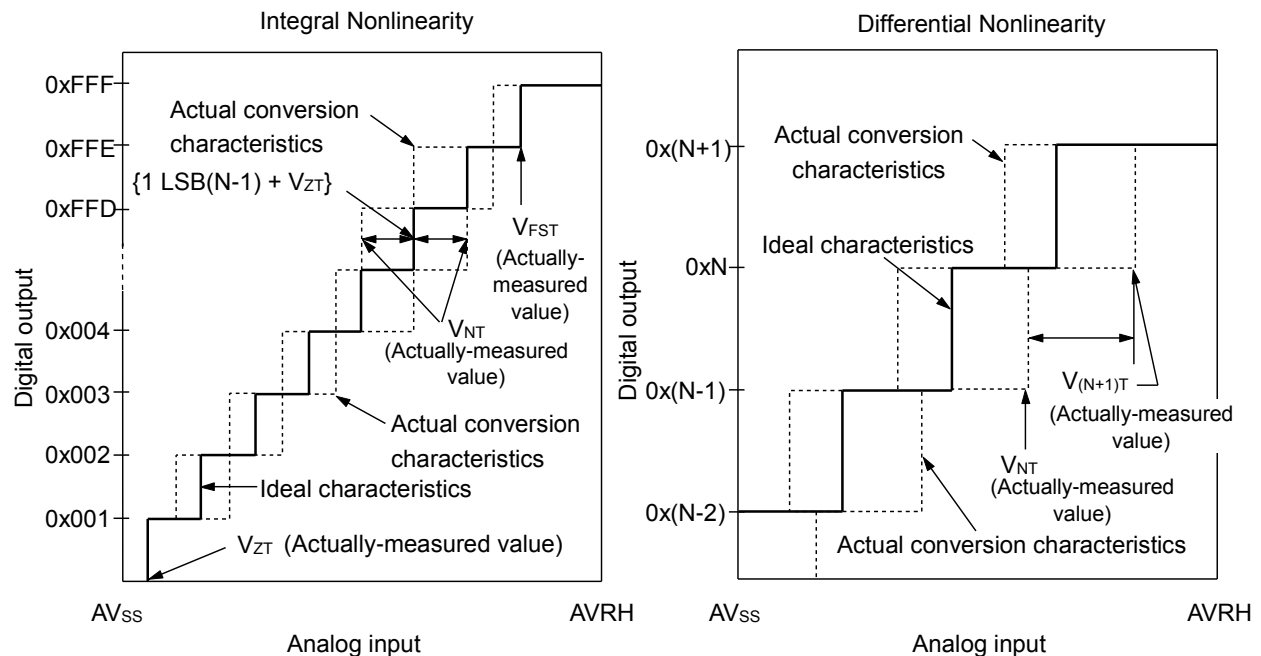 Integral Nonlinearity
0xFFF
0xFFE
0xFFD
0x004
0x003
0x002
0x001
Digital output
Actual conversion
characteristics
{1 LSB(N-1) + VZT}
VFST
(Actually-
measured
value)
VNT
(Actually-measured
value)
Actual conversion
characteristics
Ideal characteristics
VZT (Actually-measured value)
AVSS
AVRH
Analog input
Differential Nonlinearity
0x(N+1)
0xN
0x(N-1)
0x(N-2)
Digital output
Actual conversion
characteristics
Ideal characteristics
V(N+1)T
(Actually-measured
value)
VNT
(Actually-measured
value)
Actual conversion characteristics
AVSS
AVRH
Analog input